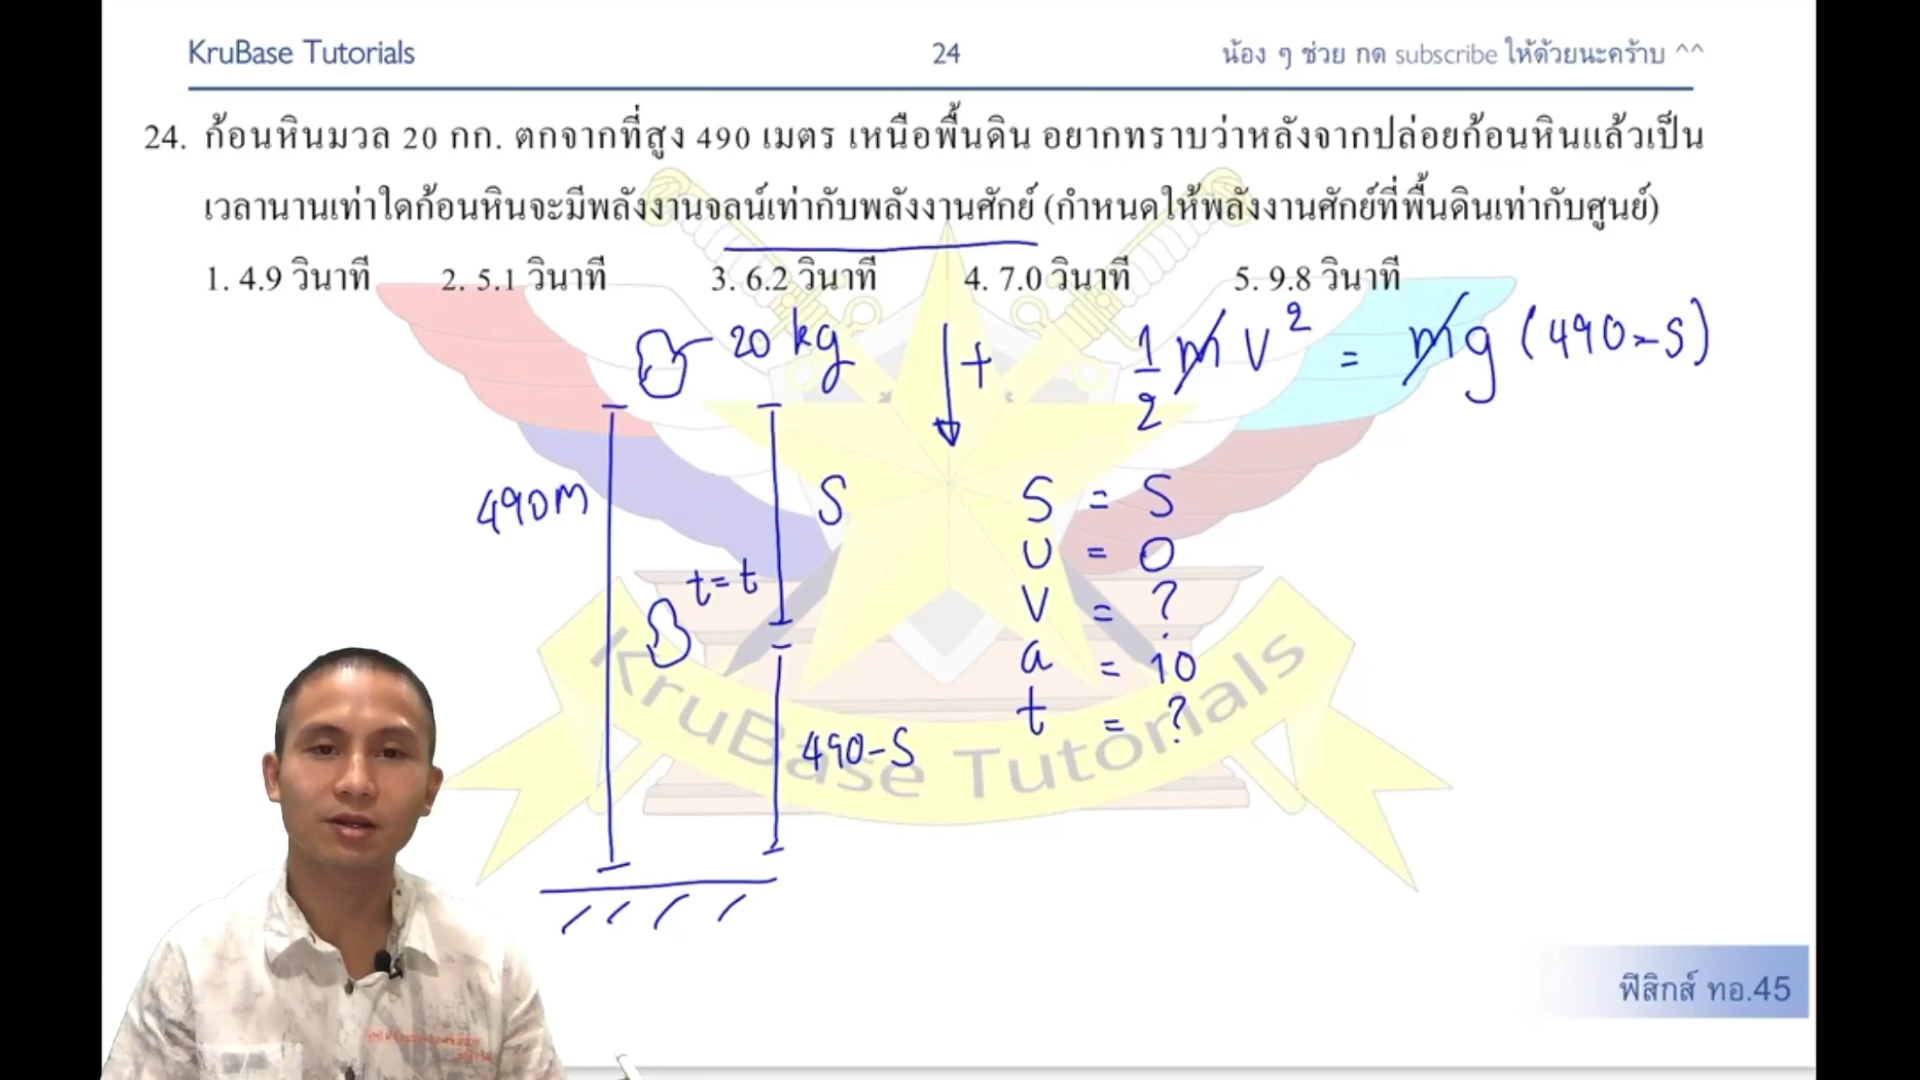 KruBase Tutorials 24 น้อง ๆ ช่วย กด subscribe ให้ด้วยนะคร้าบ ^^
24. ก้อนหินมวล 20 กก. ตกจากที่สูง 490 เมตร เหนือพื้นดิน อยากทราบว่าหลังจากปล่อยก้อนหินแล้วเป็น
เวลานานเท่าใดก้อนหินจะมีพลังงานจลน์เท่ากับพลังงานศักย์ (กำหนดให้พลังงานศักย์ที่พื้นดินเท่ากับศูนย์)
1. 4.9 วินาที 2. 5.1 วินาที 3. 6.2 วินาที 4. 7.0 วินาที 5. 9.8 วินาที
20 kg + 1/2 m v² = mg (490-S)
490m S S = S
U = 0
t = t V = ?
a = 10
t = ?
490-S
KruBase Tutorials
ฟิสิกส์ ทอ.45